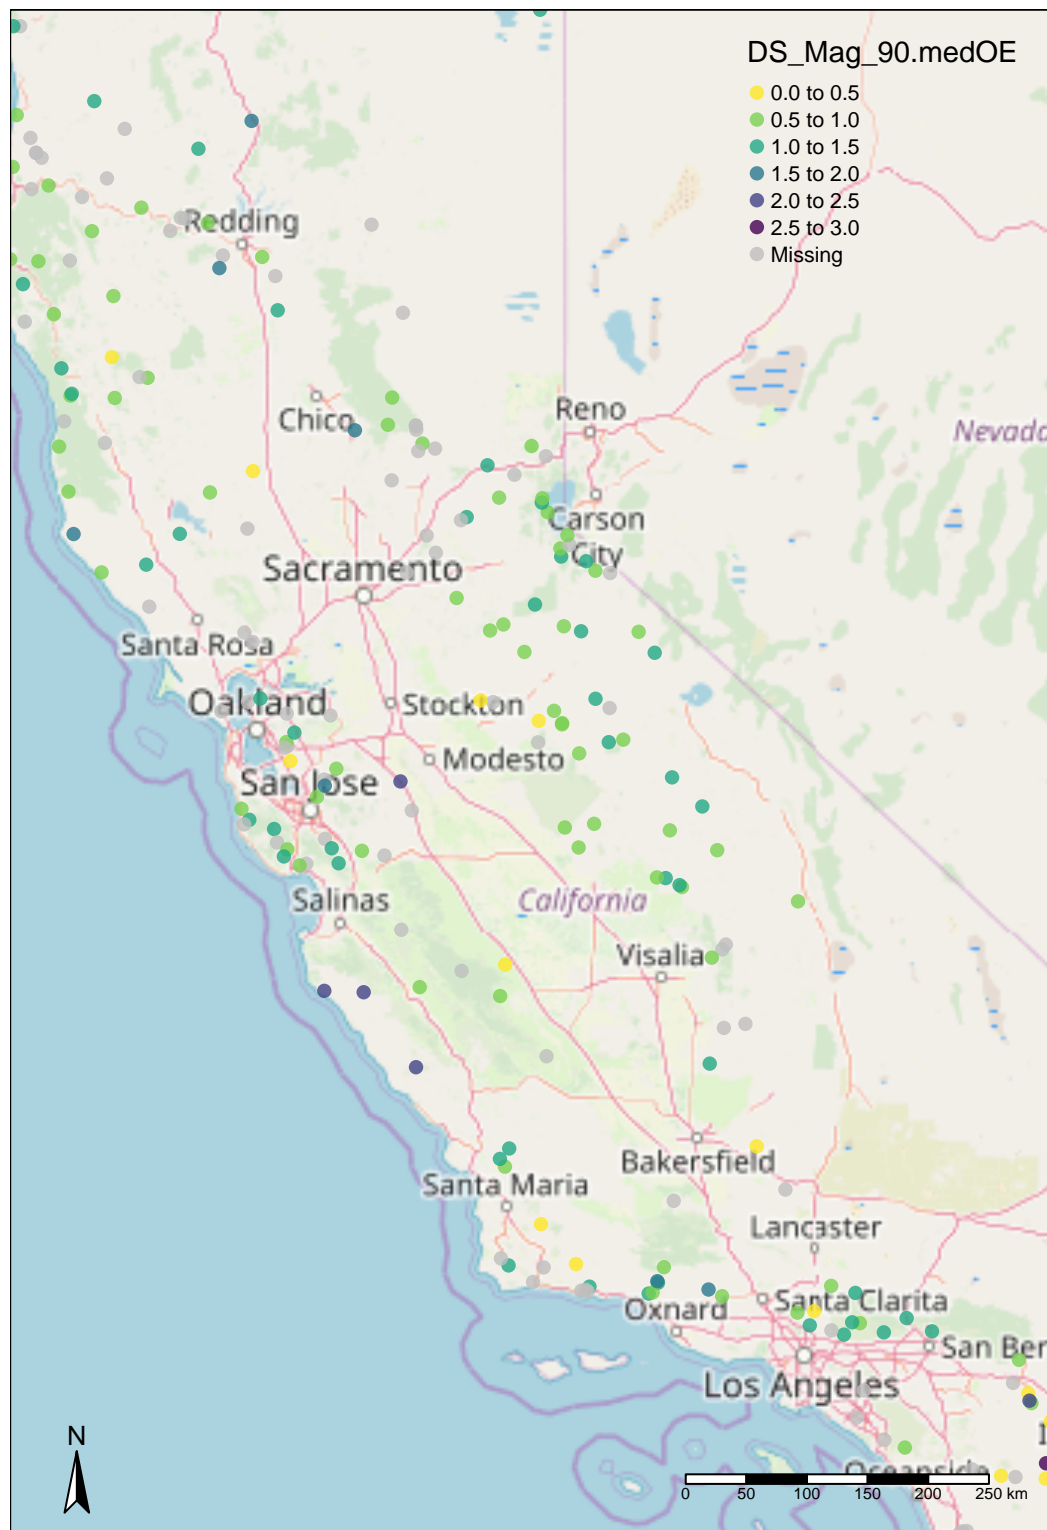 DS_Mag_90.medOE
0.0 to 0.5
0.5 to 1.0
1.0 to 1.5
1.5 to 2.0
2.0 to 2.5
2.5 to 3.0
Missing
Redding
Chico
Reno
Nevada
Carson
City
Sacramento
Santa Rosa
Oakland
Stockton
Modesto
San Jose
Salinas
California
Visalia
Bakersfield
Santa Maria
Lancaster
Santa Clarita
Oxnard
San Ber
Los Angeles
Oceanside
N
0 50 100 150 200 250 km